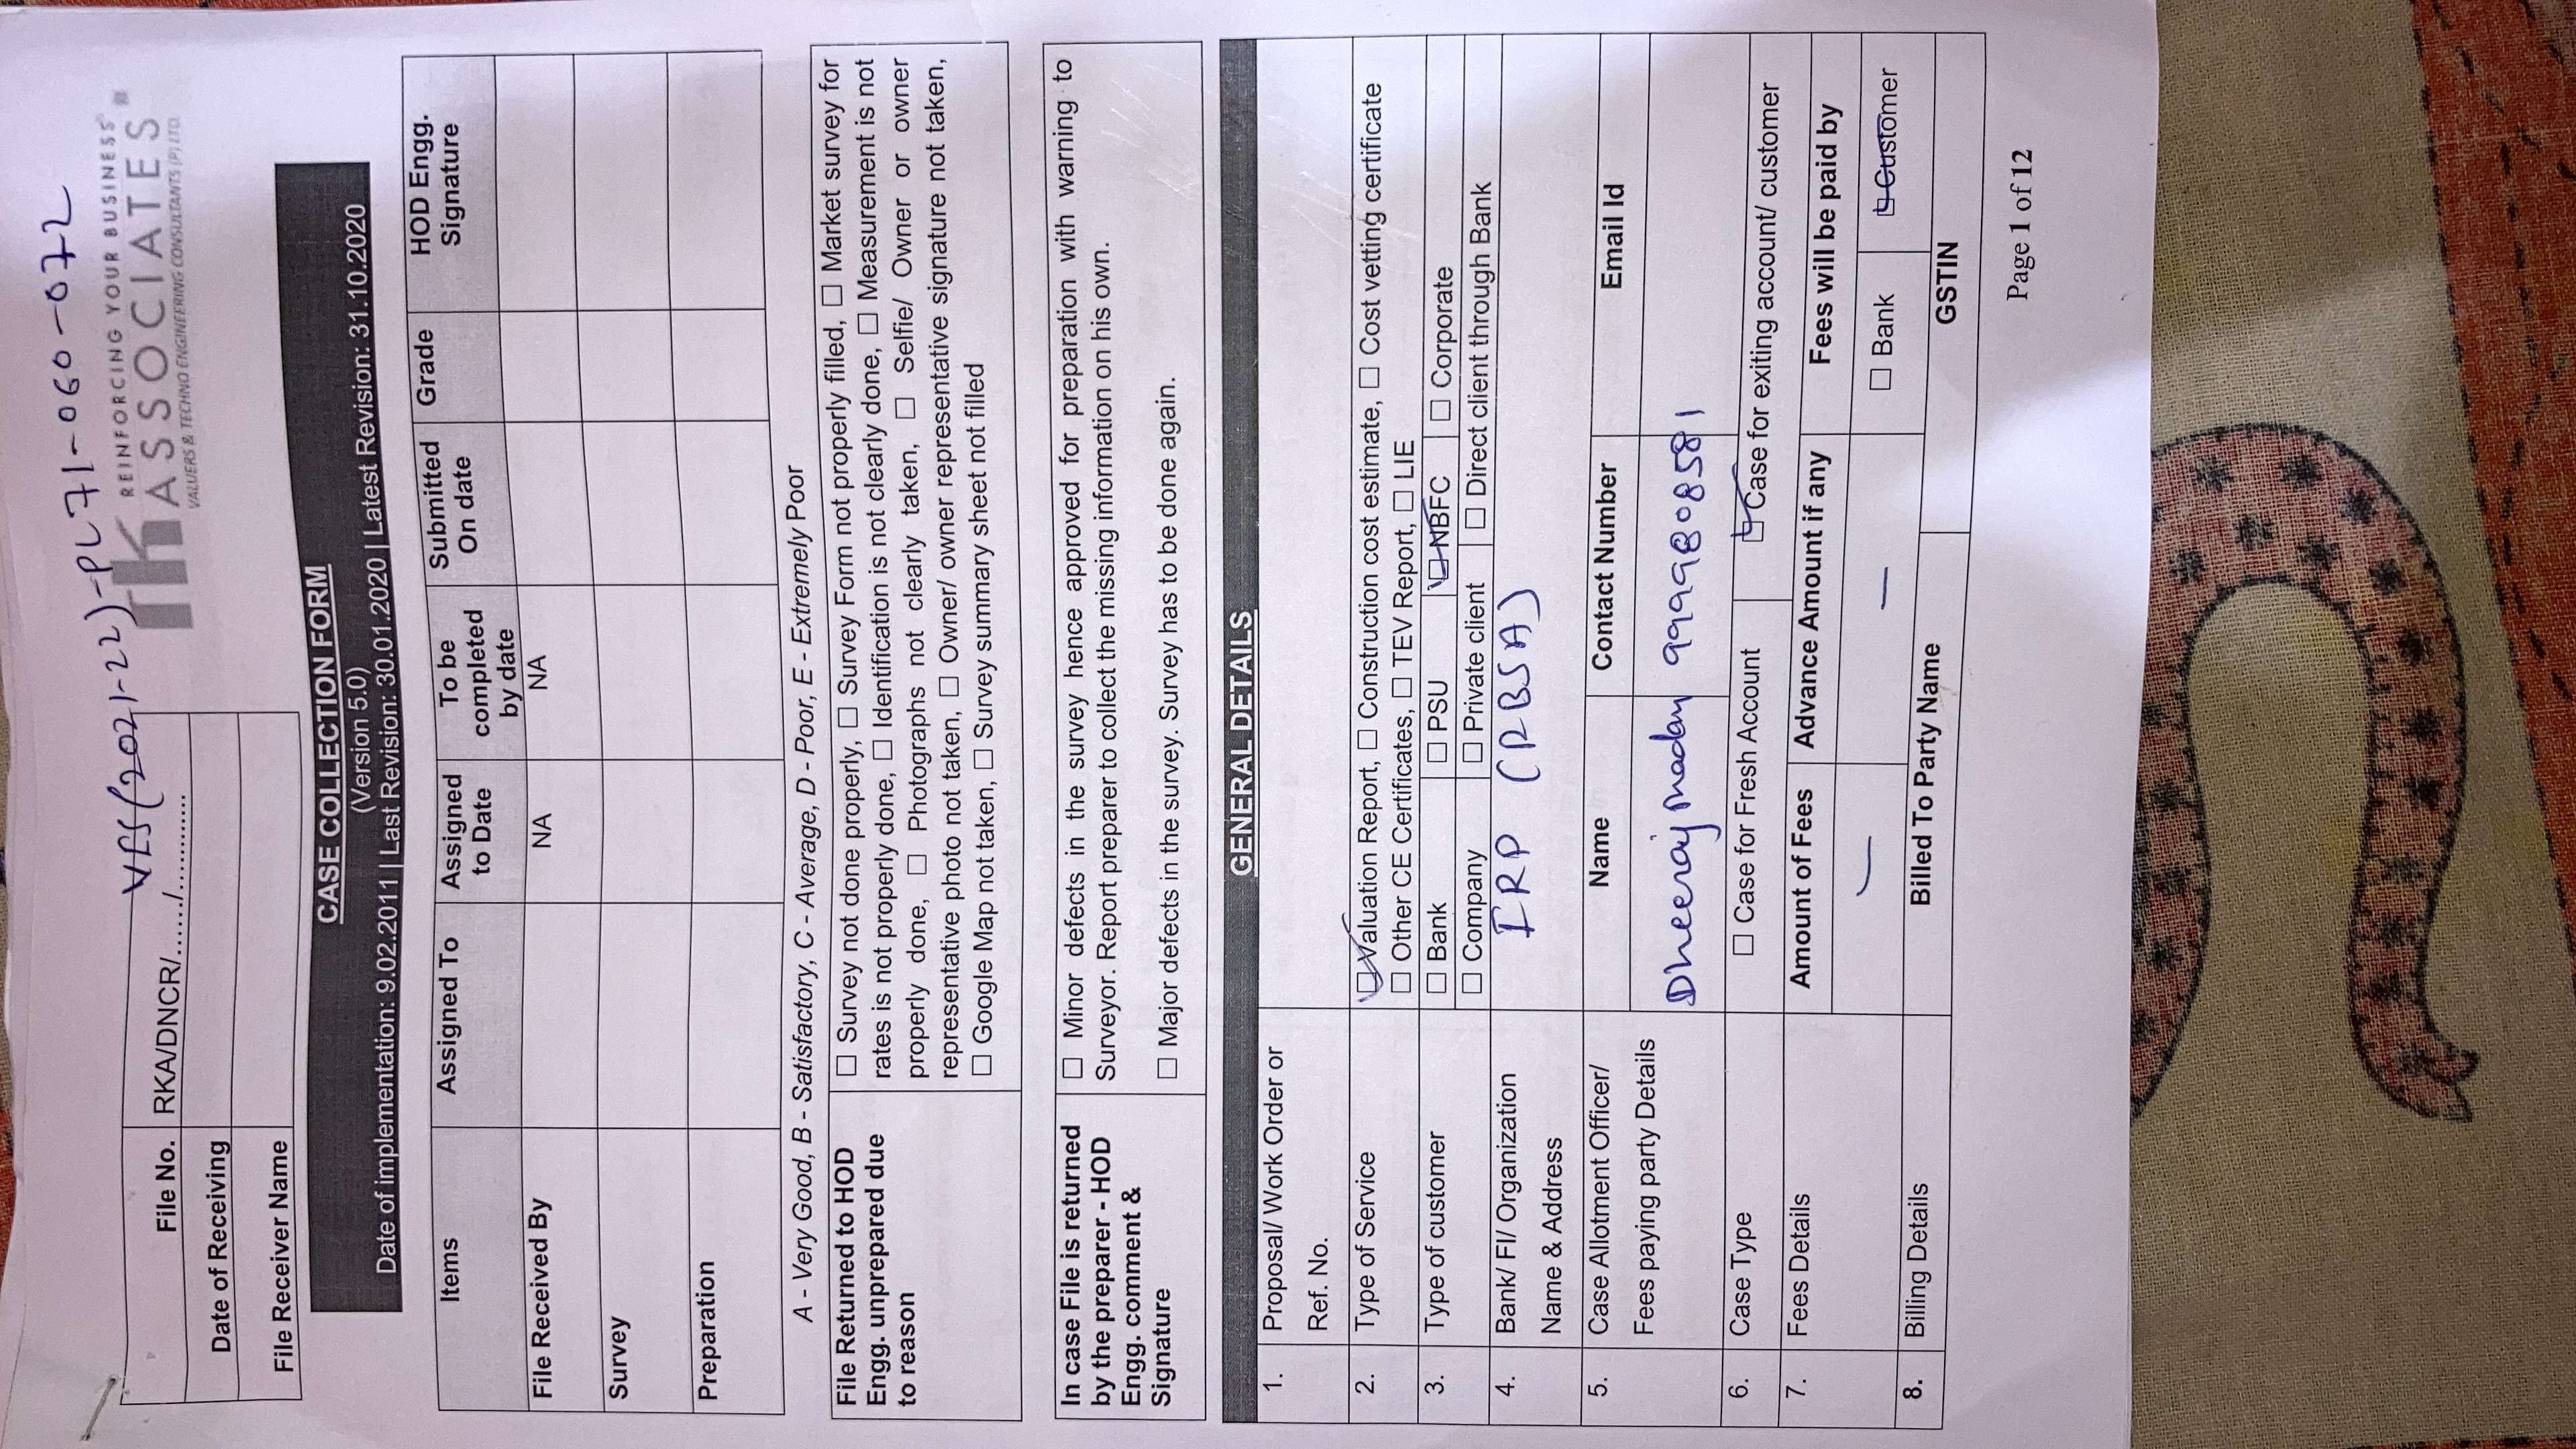 VIS(2021-22)-PL71-060-072
REINFORCING YOUR BUSINESS®
ASSOCIATES
VALUERS & TECHNO ENGINEERING CONSULTANTS (P) LTD.
File No. RKA/DNCR/....../..........
Date of Receiving
File Receiver Name
CASE COLLECTION FORM
(Version 5.0)
Date of implementation: 9.02.2011 | Last Revision: 30.01.2020 | Latest Revision: 31.10.2020
Items Assigned To Assigned to Date To be completed by date Submitted On date Grade HOD Engg. Signature
File Received By NA NA
Survey
Preparation
A - Very Good, B - Satisfactory, C - Average, D - Poor, E - Extremely Poor
File Returned to HOD Engg. unprepared due to reason
☐ Survey not done properly, ☐ Survey Form not properly filled, ☐ Market survey for
rates is not properly done, ☐ Identification is not clearly done, ☐ Measurement is not
properly done, ☐ Photographs not clearly taken, ☐ Selfie/ Owner or owner
representative photo not taken, ☐ Owner/ owner representative signature not taken,
☐ Google Map not taken, ☐ Survey summary sheet not filled
In case File is returned by the preparer - HOD Engg. comment & Signature
☐ Minor defects in the survey hence approved for preparation with warning to
Surveyor. Report preparer to collect the missing information on his own.
☐ Major defects in the survey. Survey has to be done again.
GENERAL DETAILS
1. Proposal/ Work Order or Ref. No.
2. Type of Service ☑ Valuation Report, ☐ Construction cost estimate, ☐ Cost vetting certificate
☐ Other CE Certificates, ☐ TEV Report, ☐ LIE
3. Type of customer ☐ Bank ☐ PSU ☑ NBFC ☐ Corporate
☐ Company ☐ Private client ☐ Direct client through Bank
4. Bank/ FI/ Organization Name & Address IRP (RBSA)
5. Case Allotment Officer/ Fees paying party Details Name Contact Number Email Id
Dheeraj maday 9999808581
6. Case Type ☐ Case for Fresh Account ☑ Case for exiting account/ customer
7. Fees Details Amount of Fees Advance Amount if any Fees will be paid by
— — ☐ Bank ☑ Customer
8. Billing Details Billed To Party Name GSTIN
Page 1 of 12